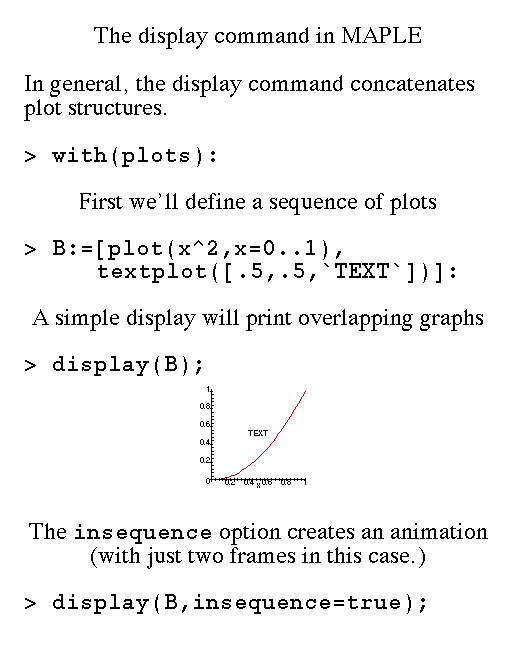 The display command in MAPLE
In general, the display command concatenates
plot structures.
> with(plots):
First we'll define a sequence of plots
> B:=[plot(x^2,x=0..1),
textplot([.5,.5,`TEXT`])]:
A simple display will print overlapping graphs
> display(B);
1
0.8
0.6
TEXT
0.4
0.2
0 0.2 0.4 x 0.6 0.8 1
The insequence option creates an animation
(with just two frames in this case.)
> display(B,insequence=true);